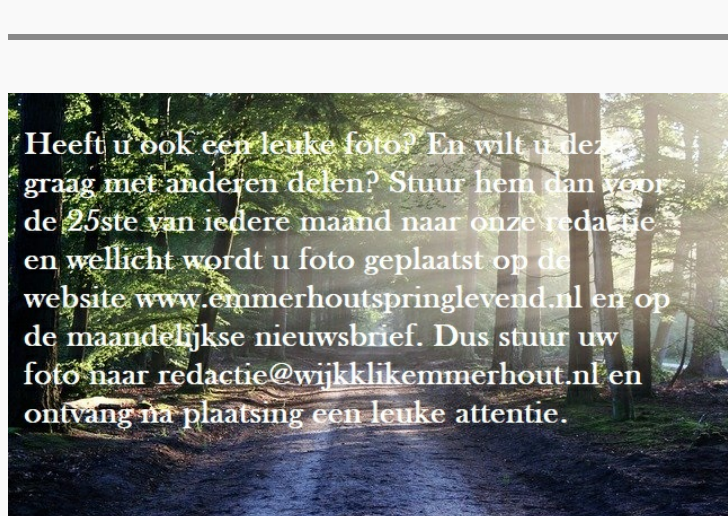 Heeft u ook een leuke foto? En wilt u deze
graag met anderen delen? Stuur hem dan voor
de 25ste van iedere maand naar onze redactie
en wellicht wordt u foto geplaatst op de
website www.emmerhoutspringlevend.nl en op
de maandelijkse nieuwsbrief. Dus stuur uw
foto naar redactie@wijkklikemmerhout.nl en
ontvang na plaatsing een leuke attentie.